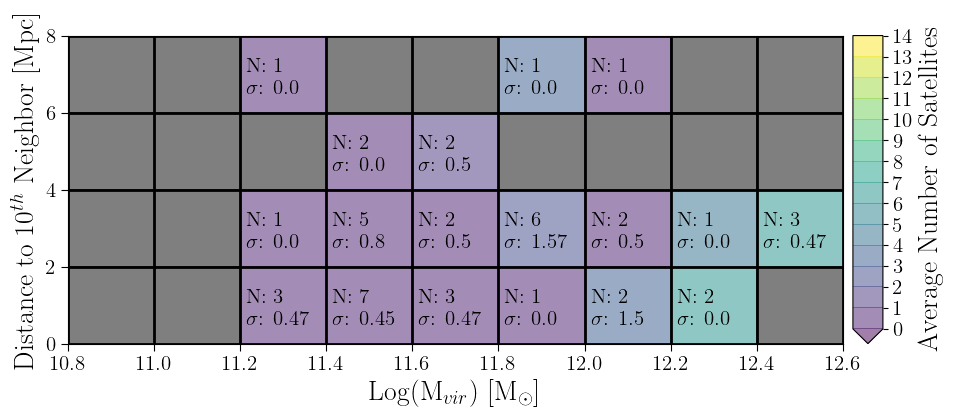 Distance to 10^{th} Neighbor [Mpc]
8
6
4
2
0
N: 1
σ: 0.0
N: 1
σ: 0.0
N: 1
σ: 0.0
N: 2
σ: 0.0
N: 2
σ: 0.5
N: 1
σ: 0.0
N: 5
σ: 0.8
N: 2
σ: 0.5
N: 6
σ: 1.57
N: 2
σ: 0.5
N: 1
σ: 0.0
N: 3
σ: 0.47
N: 3
σ: 0.47
N: 7
σ: 0.45
N: 3
σ: 0.47
N: 1
σ: 0.0
N: 2
σ: 1.5
N: 2
σ: 0.0
10.8 11.0 11.2 11.4 11.6 11.8 12.0 12.2 12.4 12.6
Log(M_{vir}) [M_⊙]
14
13
12
11
10
9
8
7
6
5
4
3
2
1
0
Average Number of Satellites